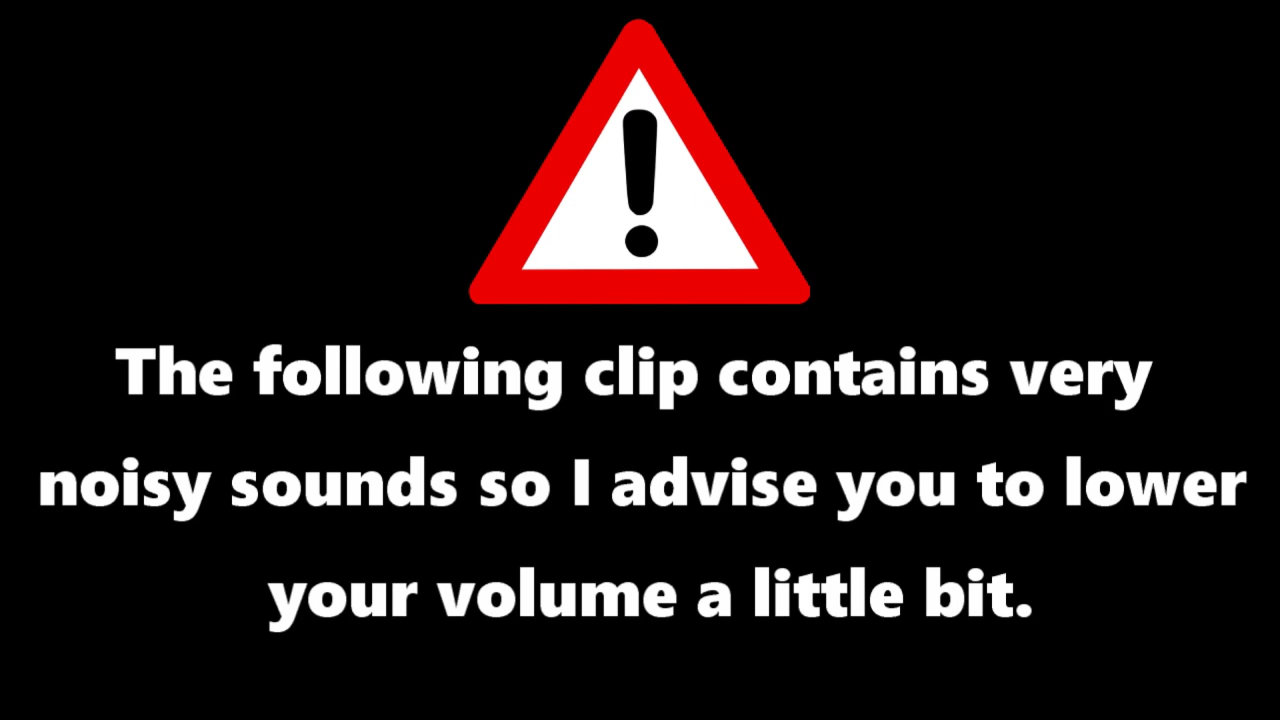 The following clip contains very
noisy sounds so I advise you to lower
your volume a little bit.